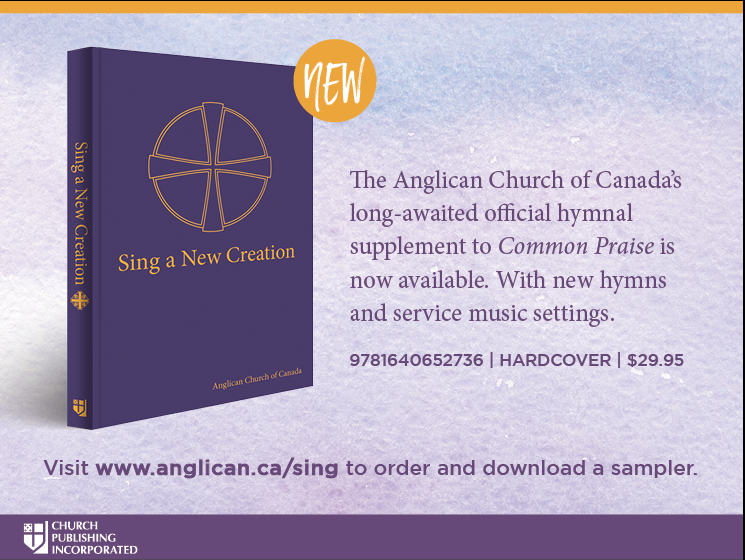 NEW
Sing a New Creation
Sing a New Creation
Anglican Church of Canada
The Anglican Church of Canada's
long-awaited official hymnal
supplement to Common Praise is
now available. With new hymns
and service music settings.
9781640652736 | HARDCOVER | $29.95
Visit www.anglican.ca/sing to order and download a sampler.
CHURCH
PUBLISHING
INCORPORATED